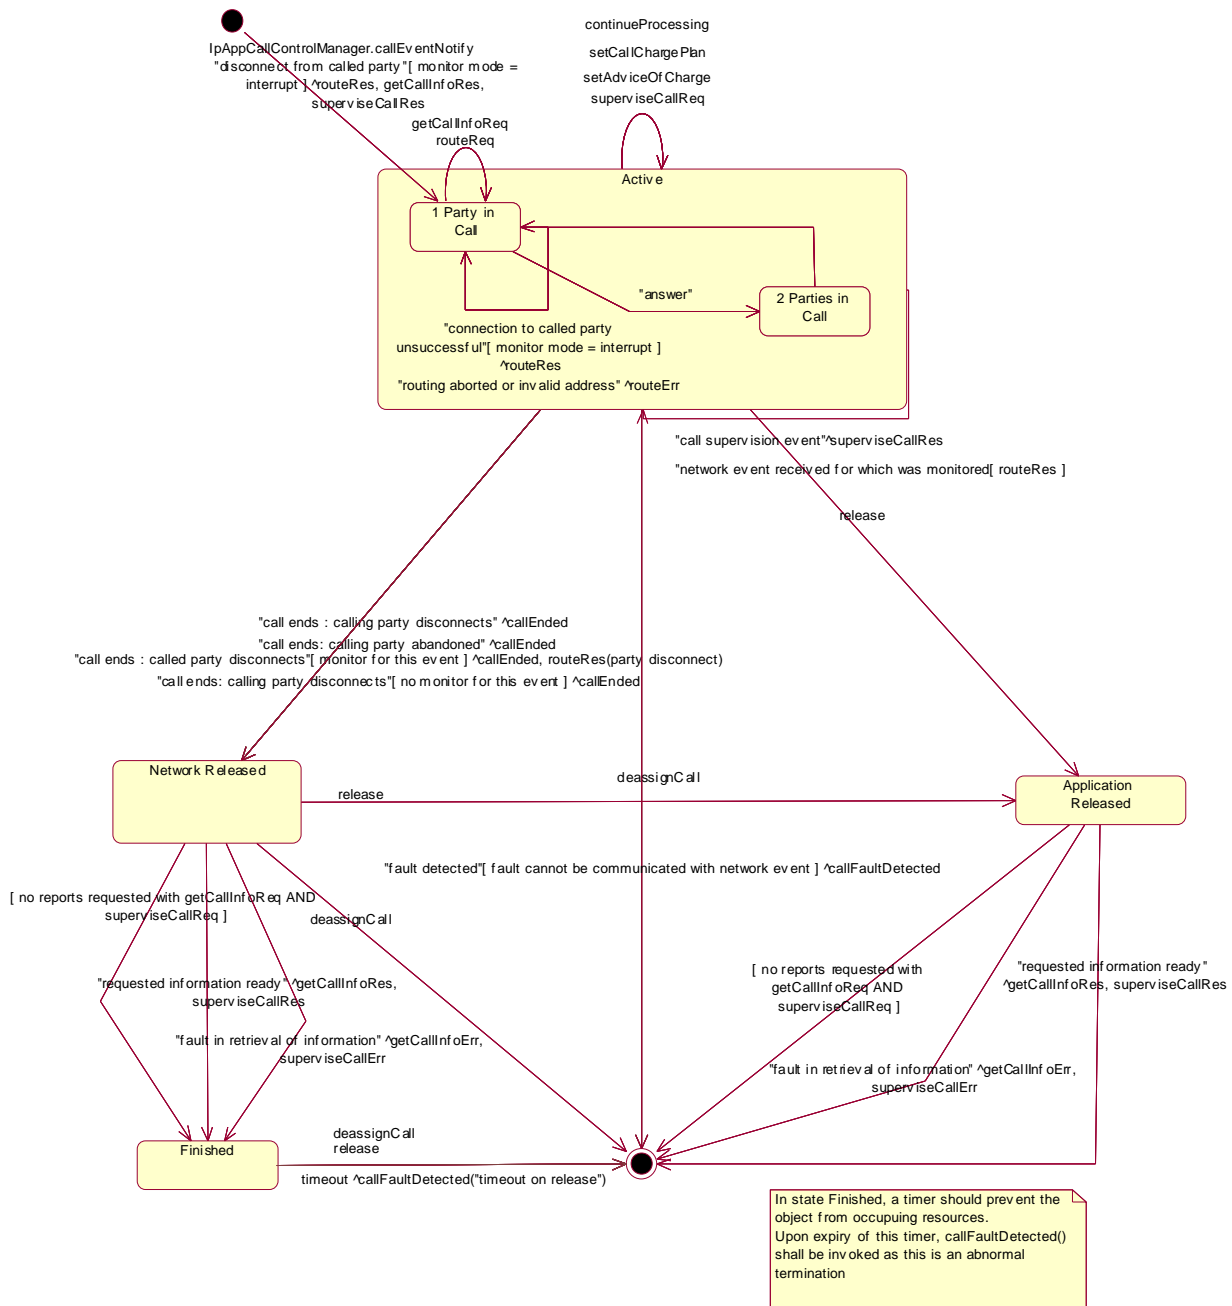 continueProcessing
IpAppCallControlManager.callEventNotify
setCallChargePlan
"disconnect from called party"[ monitor mode =
interrupt ] ^routeRes, getCallInfoRes,
superviseCallRes
setAdviceOfCharge
superviseCallReq
getCallInfoReq
routeReq
Active
1 Party in
Call
"answer"
2 Parties in
Call
"connection to called party
unsuccessful"[ monitor mode = interrupt ]
^routeRes
"routing aborted or invalid address" ^routeErr
"call supervision event"^superviseCallRes
"network event received for which was monitored[ routeRes ]
release
"call ends : calling party disconnects" ^callEnded
"call ends: calling party abandoned" ^callEnded
"call ends : called party disconnects"[ monitor for this event ] ^callEnded, routeRes(party disconnect)
"call ends: calling party disconnects"[ no monitor for this event ] ^callEnded
Network Released
deassignCall
release
Application
Released
"fault detected"[ fault cannot be communicated with network event ] ^callFaultDetected
[ no reports requested with getCallInfoReq AND
superviseCallReq ]
deassignCall
[ no reports requested with
getCallInfoReq AND
superviseCallReq ]
"requested information ready"
^getCallInfoRes, superviseCallRes
"requested information ready" ^getCallInfoRes,
superviseCallRes
"fault in retrieval of information" ^getCallInfoErr,
superviseCallErr
"fault in retrieval of information" ^getCallInfoErr,
superviseCallErr
Finished
deassignCall
release
timeout ^callFaultDetected("timeout on release")
In state Finished, a timer should prevent the
object from occupuing resources.
Upon expiry of this timer, callFaultDetected()
shall be invoked as this is an abnormal
termination